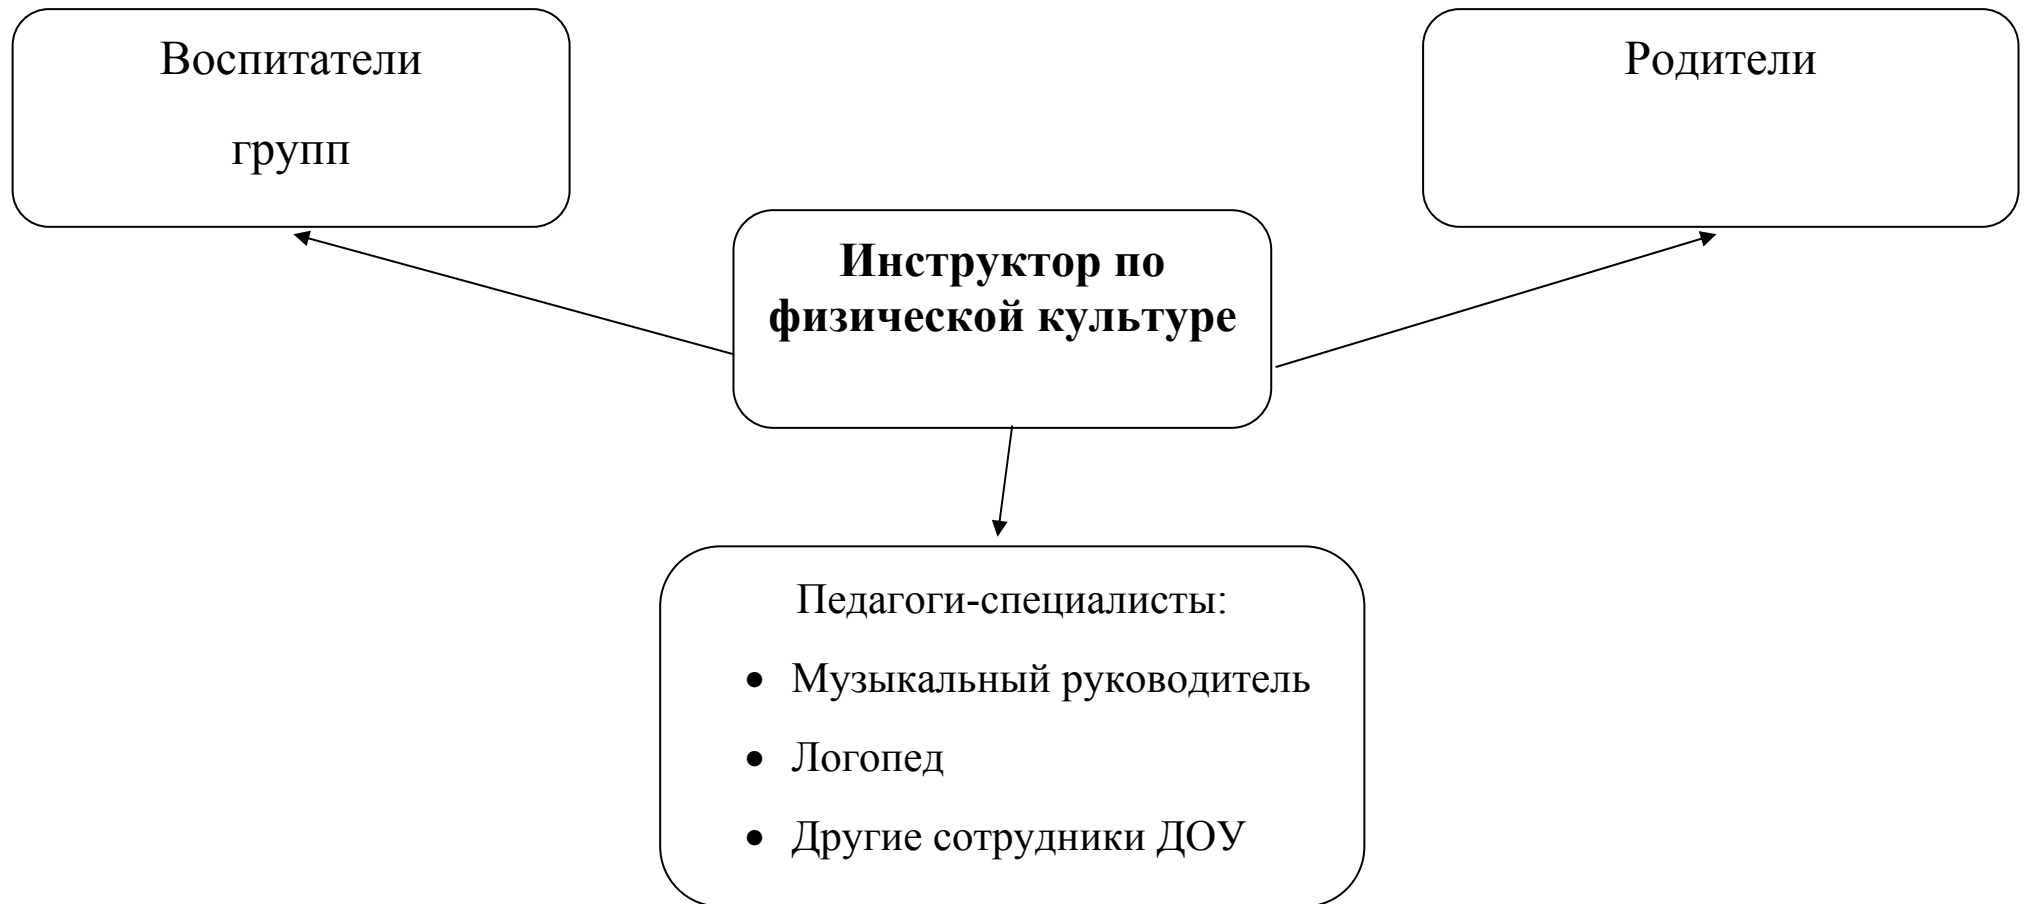 Воспитатели
групп
Родители
Инструктор по
физической культуре
Педагоги-специалисты:
• Музыкальный руководитель
• Логопед
• Другие сотрудники ДОУ